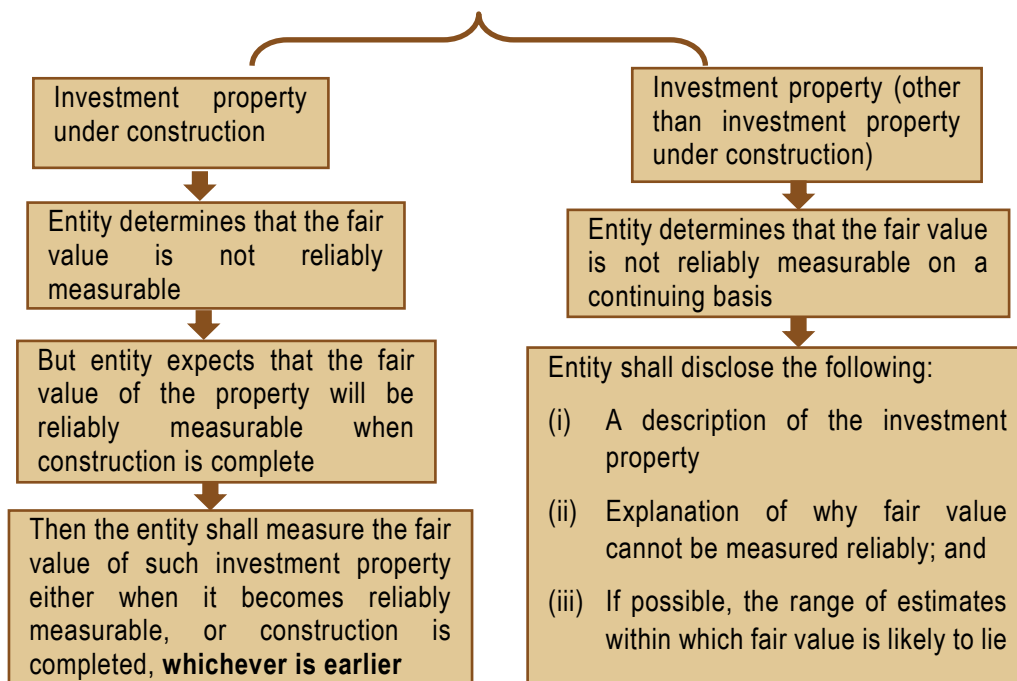 Investment property
under construction
Entity determines that the fair
value is not reliably
measurable
But entity expects that the fair
value of the property will be
reliably measurable when
construction is complete
Then the entity shall measure the fair
value of such investment property
either when it becomes reliably
measurable, or construction is
completed, whichever is earlier
Investment property (other
than investment property
under construction)
Entity determines that the fair value
is not reliably measurable on a
continuing basis
Entity shall disclose the following:
(i) A description of the investment
property
(ii) Explanation of why fair value
cannot be measured reliably; and
(iii) If possible, the range of estimates
within which fair value is likely to lie